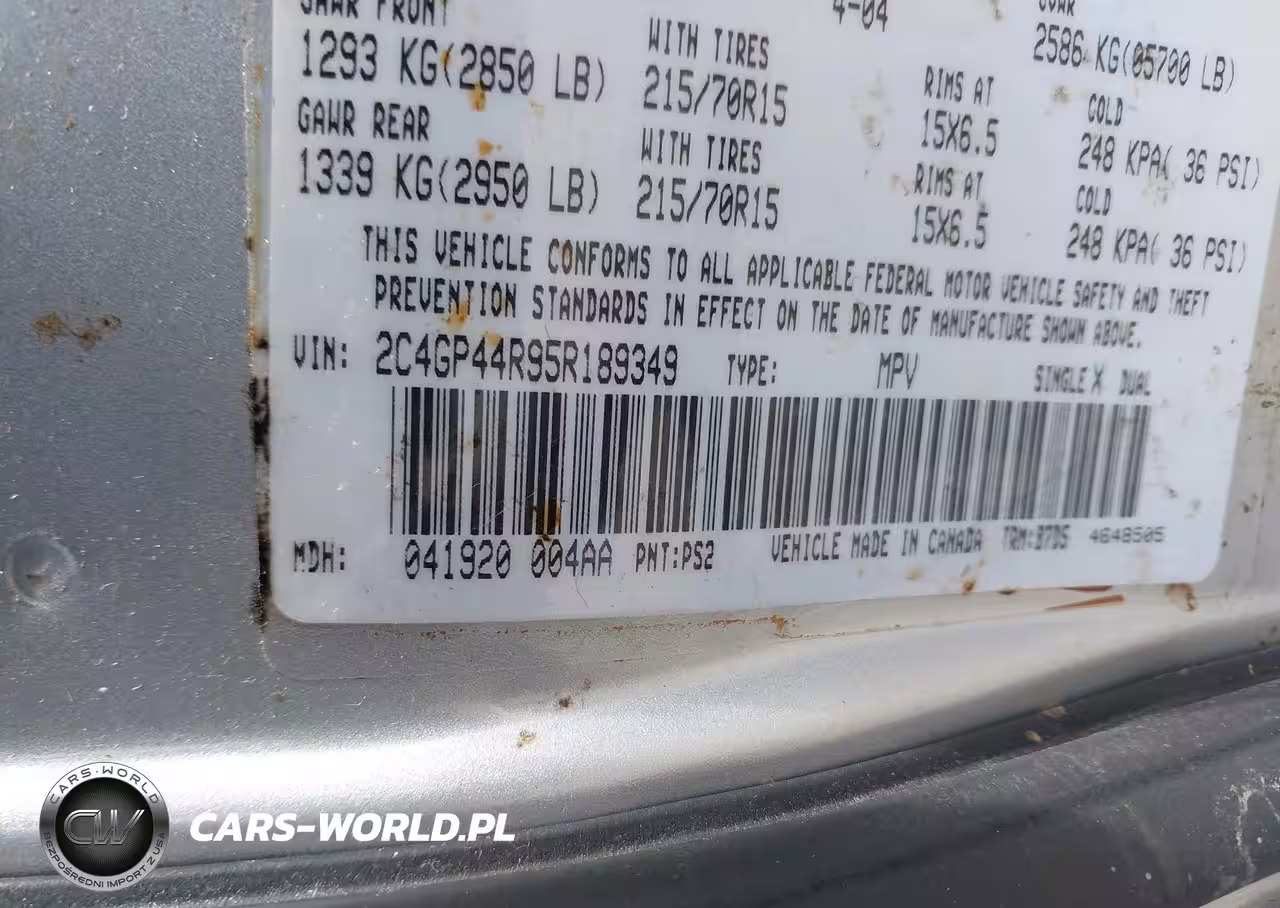 GAWR FRONT
4-04
GVWR
1293 KG(2850 LB)
WITH TIRES
215/70R15
RIMS AT
15X6.5
2586 KG(05700 LB)
COLD
248 KPA( 36 PSI)
GAWR REAR
1339 KG(2950 LB)
WITH TIRES
215/70R15
RIMS AT
15X6.5
COLD
248 KPA( 36 PSI)
THIS VEHICLE CONFORMS TO ALL APPLICABLE FEDERAL MOTOR VEHICLE SAFETY AND THEFT
PREVENTION STANDARDS IN EFFECT ON THE DATE OF MANUFACTURE SHOWN ABOVE.
VIN: 2C4GP44R95R189349 TYPE: MPV SINGLE X DUAL
MDH: 041920 004AA PNT:PS2 VEHICLE MADE IN CANADA TRM:B7D5 4648505
CARS-WORLD
CW
BEZPOŚREDNI IMPORT Z USA
CARS-WORLD.PL